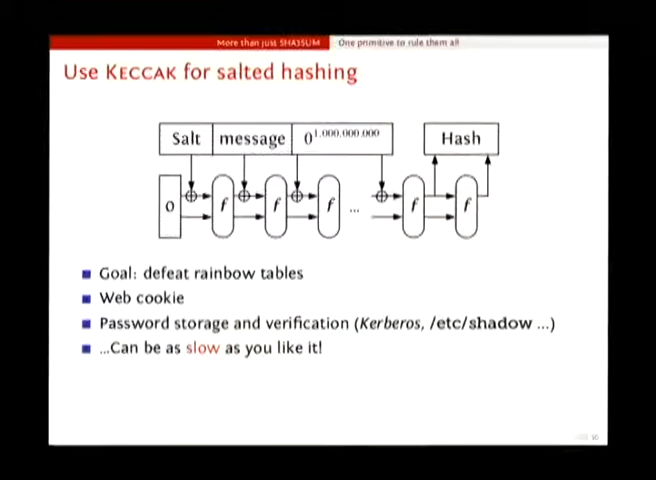 More than just SHA3SUM One primitive to rule them all
Use KECCAK for salted hashing
Salt message 0^1.000.000.000 Hash
0 f f f ... f f
Goal: defeat rainbow tables
Web cookie
Password storage and verification (Kerberos, /etc/shadow ...)
...Can be as slow as you like it!